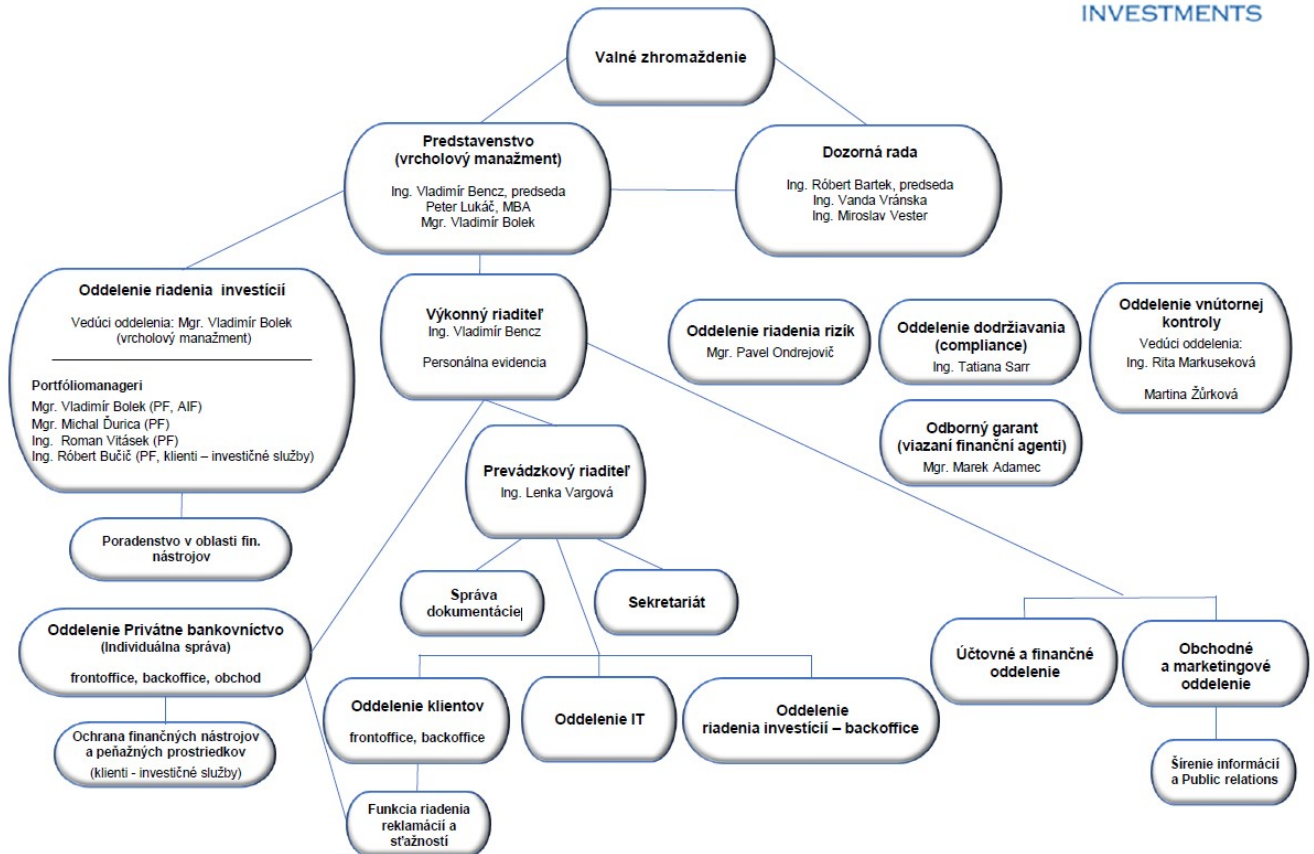 INVESTMENTS
Valné zhromaždenie
Predstavenstvo
(vrcholový manažment)
Ing. Vladimír Bencz, predseda
Peter Lukáč, MBA
Mgr. Vladimír Bolek
Dozorná rada
Ing. Róbert Bartek, predseda
Ing. Vanda Vránska
Ing. Miroslav Vester
Oddelenie riadenia investícií
Vedúci oddelenia: Mgr. Vladimír Bolek
(vrcholový manažment)
Portfóliomanageri
Mgr. Vladimír Bolek (PF, AIF)
Mgr. Michal Ďurica (PF)
Ing. Roman Vitásek (PF)
Ing. Róbert Bučič (PF, klienti – investičné služby)
Výkonný riaditeľ
Ing. Vladimír Bencz
Personálna evidencia
Oddelenie riadenia rizík
Mgr. Pavel Ondrejovič
Oddelenie dodržiavania
(compliance)
Ing. Tatiana Sarr
Oddelenie vnútornej
kontroly
Vedúci oddelenia:
Ing. Rita Markuseková
Martina Žůrková
Odborný garant
(viazaní finanční agenti)
Mgr. Marek Adamec
Prevádzkový riaditeľ
Ing. Lenka Vargová
Poradenstvo v oblasti fin.
nástrojov
Správa
dokumentácie
Sekretariát
Oddelenie Privátne bankovníctvo
(Individuálna správa)
frontoffice, backoffice, obchod
Účtovné a finančné
oddelenie
Obchodné
a marketingové
oddelenie
Oddelenie klientov
frontoffice, backoffice
Oddelenie IT
Oddelenie
riadenia investícií – backoffice
Ochrana finančných nástrojov
a peňažných prostriedkov
(klienti - investičné služby)
Šírenie informácií
a Public relations
Funkcia riadenia
reklamácií a
sťažností